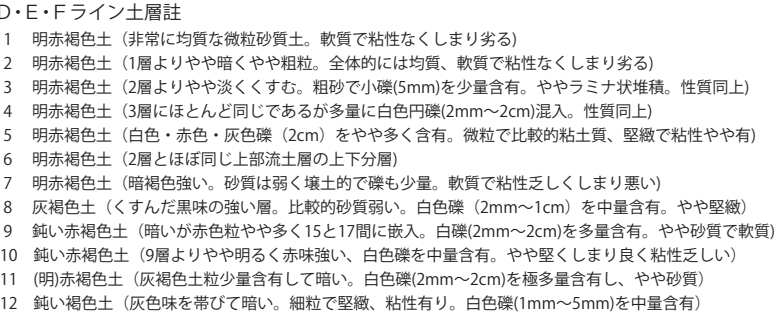 D・E・Fライン土層註
1 明赤褐色土（非常に均質な微粒砂質土。軟質で粘性なくしまり劣る)
2 明赤褐色土（1層よりやや暗くやや粗粒。全体的には均質、軟質で粘性なくしまり劣る)
3 明赤褐色土（2層よりやや淡くくすむ。粗砂で小礫(5mm)を少量含有。ややラミナ状堆積。性質同上)
4 明赤褐色土（3層にほとんど同じであるが多量に白色円礫(2mm〜2cm)混入。性質同上)
5 明赤褐色土（白色・赤色・灰色礫（2cm）をやや多く含有。微粒で比較的粘土質、堅緻で粘性やや有)
6 明赤褐色土（2層とほぼ同じ上部流土層の上下分層)
7 明赤褐色土（暗褐色強い。砂質は弱く壌土的で礫も少量。軟質で粘性乏しくしまり悪い)
8 灰褐色土（くすんだ黒味の強い層。比較的砂質弱い。白色礫（2mm〜1cm）を中量含有。やや堅緻）
9 鈍い赤褐色土（暗いが赤色粒やや多く15と17間に嵌入。白礫(2mm〜2cm)を多量含有。やや砂質で軟質)
10 鈍い赤褐色土（9層よりやや明るく赤味強い、白色礫を中量含有。やや堅くしまり良く粘性乏しい）
11 (明)赤褐色土（灰褐色土粒少量含有して暗い。白色礫(2mm〜2cm)を極多量含有し、やや砂質）
12 鈍い褐色土（灰色味を帯びて暗い。細粒で堅緻、粘性有り。白色礫(1mm〜5mm)を中量含有）